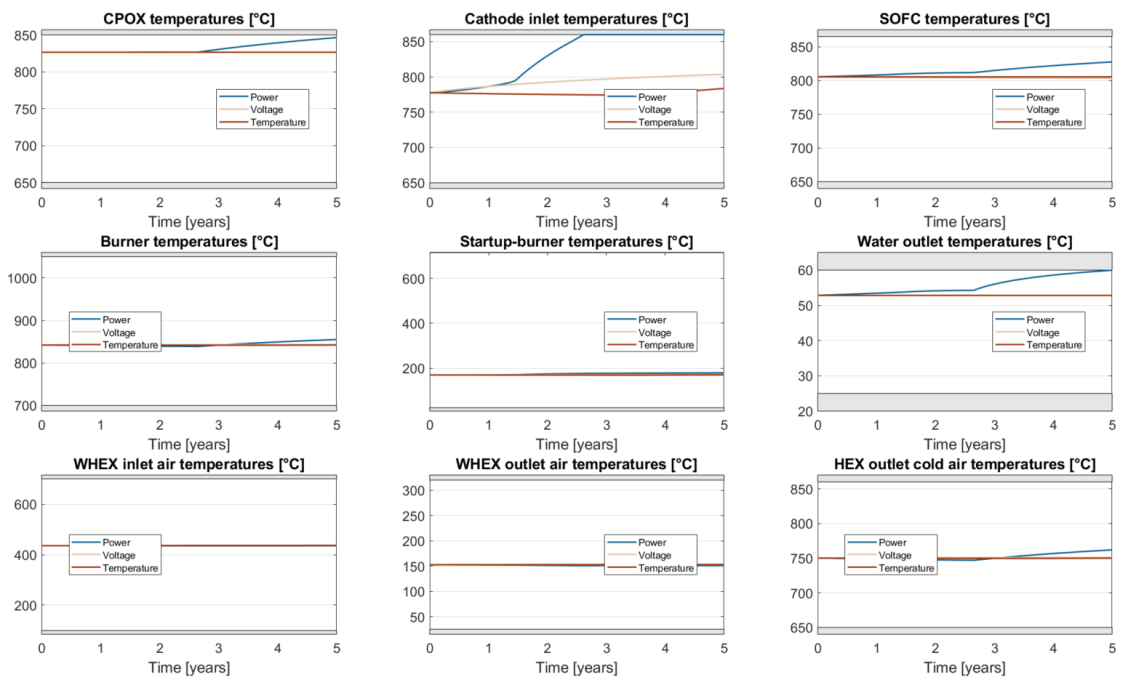 CPOX temperatures [°C]
850
800
750
700
650
Power
Voltage
Temperature
0 1 2 3 4 5
Time [years]
Cathode inlet temperatures [°C]
850
800
750
700
650
Power
Voltage
Temperature
0 1 2 3 4 5
Time [years]
SOFC temperatures [°C]
850
800
750
700
650
Power
Voltage
Temperature
0 1 2 3 4 5
Time [years]
Burner temperatures [°C]
1000
900
800
700
Power
Voltage
Temperature
0 1 2 3 4 5
Time [years]
Startup-burner temperatures [°C]
600
400
200
Power
Voltage
Temperature
0 1 2 3 4 5
Time [years]
Water outlet temperatures [°C]
60
50
40
30
20
Power
Voltage
Temperature
0 1 2 3 4 5
Time [years]
WHEX inlet air temperatures [°C]
600
400
200
Power
Voltage
Temperature
0 1 2 3 4 5
Time [years]
WHEX outlet air temperatures [°C]
300
250
200
150
100
50
Power
Voltage
Temperature
0 1 2 3 4 5
Time [years]
HEX outlet cold air temperatures [°C]
850
800
750
700
650
Power
Voltage
Temperature
0 1 2 3 4 5
Time [years]